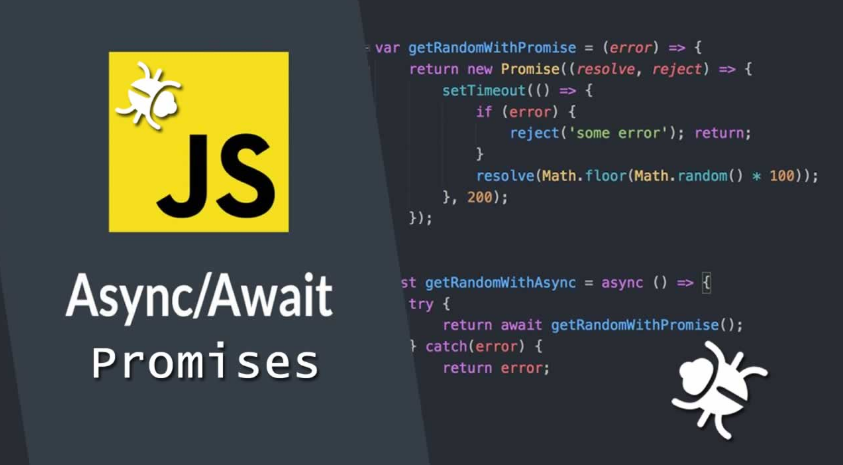 JS
Async/Await
Promises
var getRandomWithPromise = (error) => {
return new Promise((resolve, reject) => {
setTimeout(() => {
if (error) {
reject('some error'); return;
}
resolve(Math.floor(Math.random() * 100));
}, 200);
});
st getRandomWithAsync = async () => {
try {
return await getRandomWithPromise();
} catch(error) {
return error;